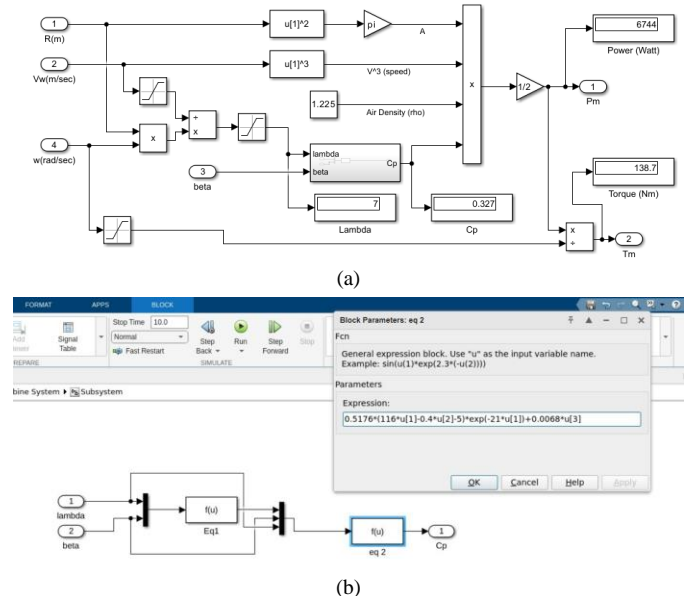 1
R(m)
u[1]^2
pi
A
6744
Power (Watt)
2
Vw(m/sec)
u[1]^3
V^3 (speed)
x
1/2
1
Pm
1.225
Air Density (rho)
÷
x
4
w(rad/sec)
x
lambda
beta
Cp
3
beta
7
Lambda
0.327
Cp
138.7
Torque (Nm)
x
÷
2
Tm
(a)
FORMAT
APPS
BLOCK
Add
Signal
Table
Stop Time 10.0
Normal
Fast Restart
Step
Back
Run
Step
Forward
Stop
PREPARE
SIMULATE
bine System
Subsystem
Block Parameters: eq 2
Fcn
General expression block. Use "u" as the input variable name.
Example: sin(u(1)*exp(2.3*(-u(2))))
Parameters
Expression:
0.5176*(116*u[1]-0.4*u[2]-5)*exp(-21*u[1])+0.0068*u[3]
OK
Cancel
Help
Apply
1
lambda
2
beta
f(u)
Eq1
f(u)
eq 2
1
Cp
(b)